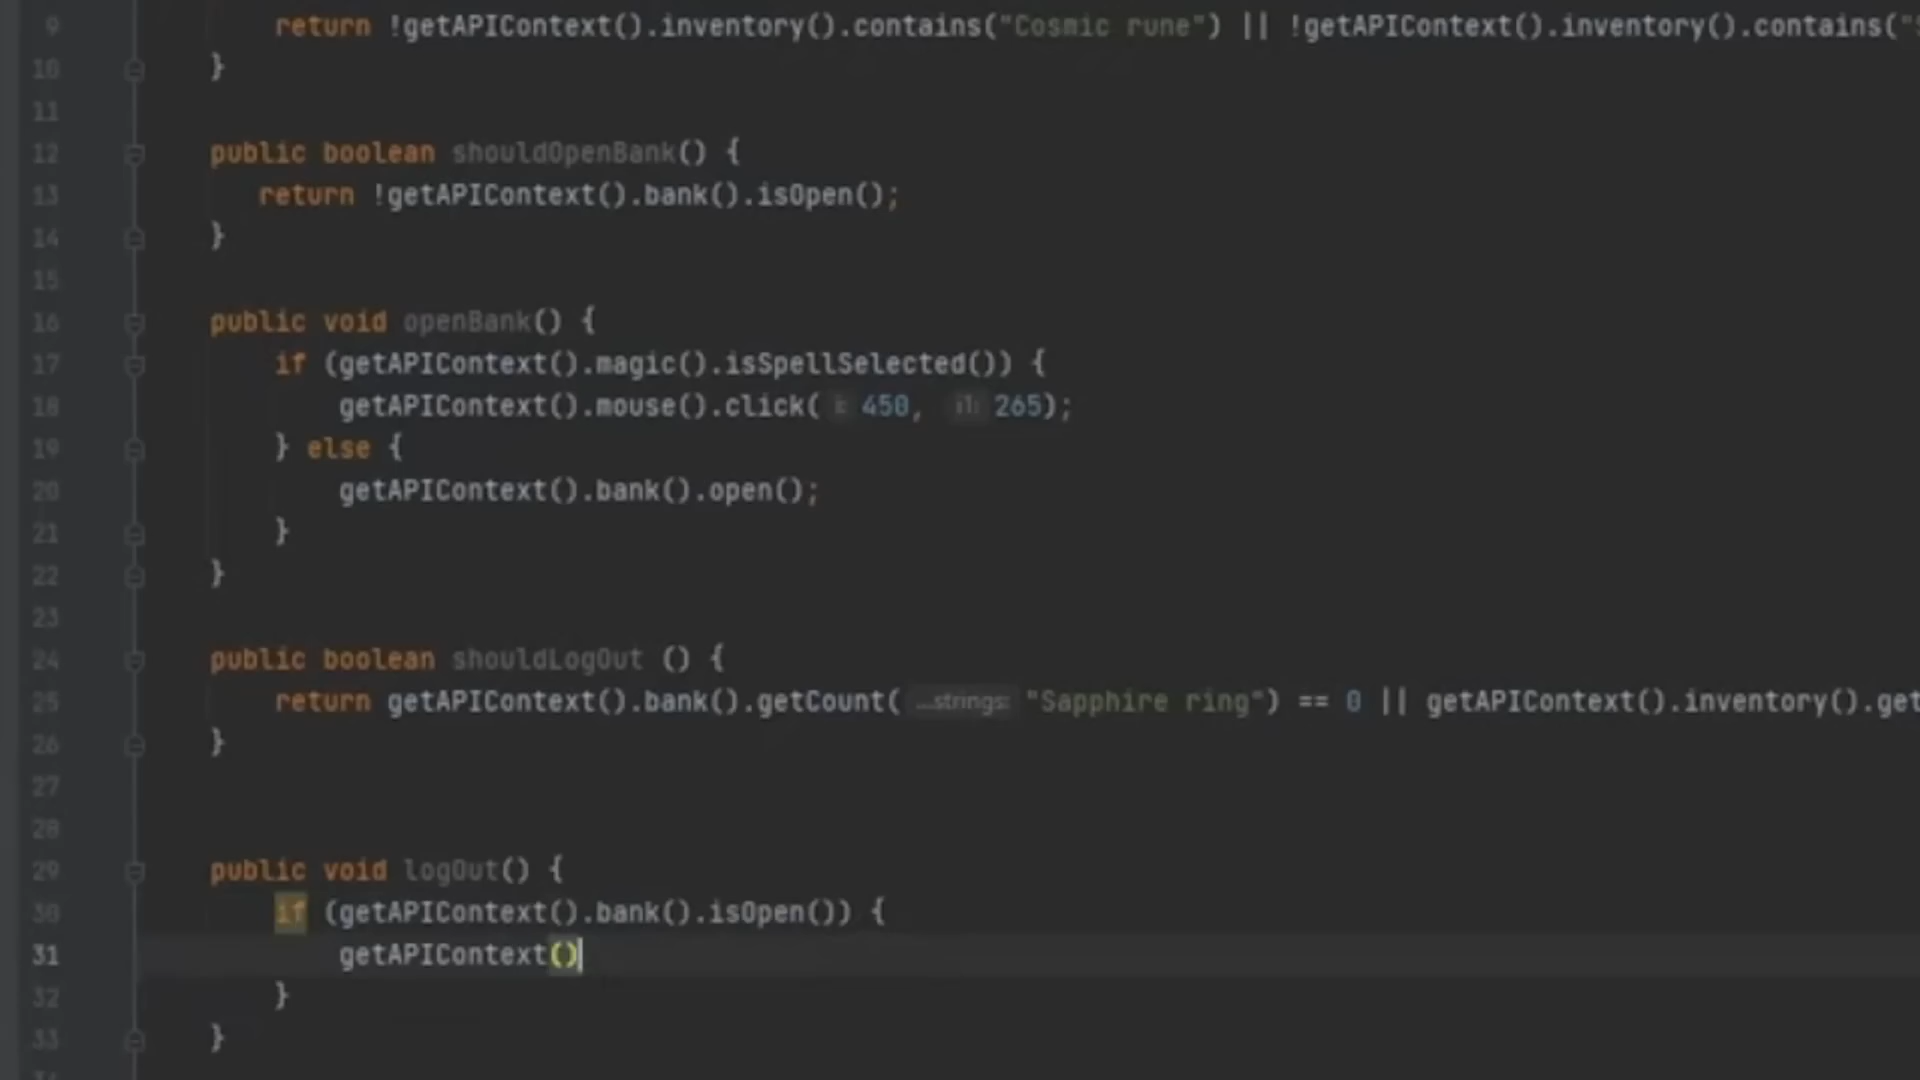 9 return !getAPIContext().inventory().contains("Cosmic rune") || !getAPIContext().inventory().contains("
10 }
11
12 public boolean shouldOpenBank() {
13 return !getAPIContext().bank().isOpen();
14 }
15
16 public void openBank() {
17 if (getAPIContext().magic().isSpellSelected()) {
18 getAPIContext().mouse().click( i: 450, i1: 265);
19 } else {
20 getAPIContext().bank().open();
21 }
22 }
23
24 public boolean shouldLogOut () {
25 return getAPIContext().bank().getCount( ...strings: "Sapphire ring") == 0 || getAPIContext().inventory().get
26 }
27
28
29 public void logOut() {
30 if (getAPIContext().bank().isOpen()) {
31 getAPIContext()
32 }
33 }